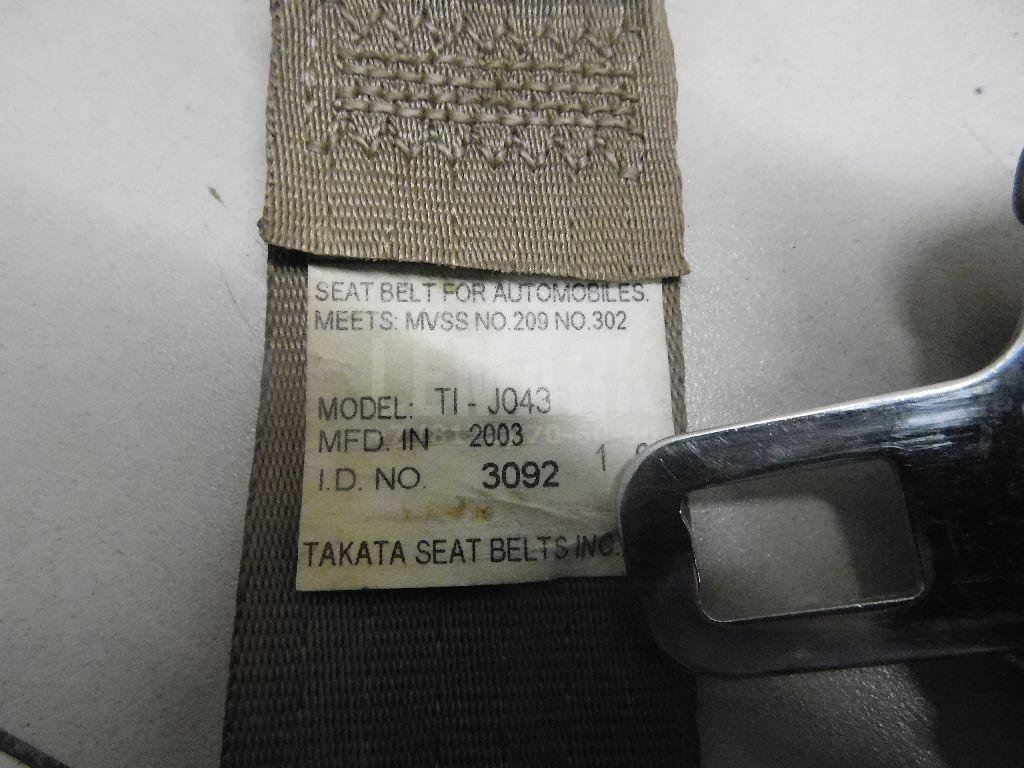 SEAT BELT FOR AUTOMOBILES.
MEETS: MVSS NO.209 NO.302
MODEL: TI - J043
MFD. IN 2003
I.D. NO. 3092 1
TAKATA SEAT BELTS INC.